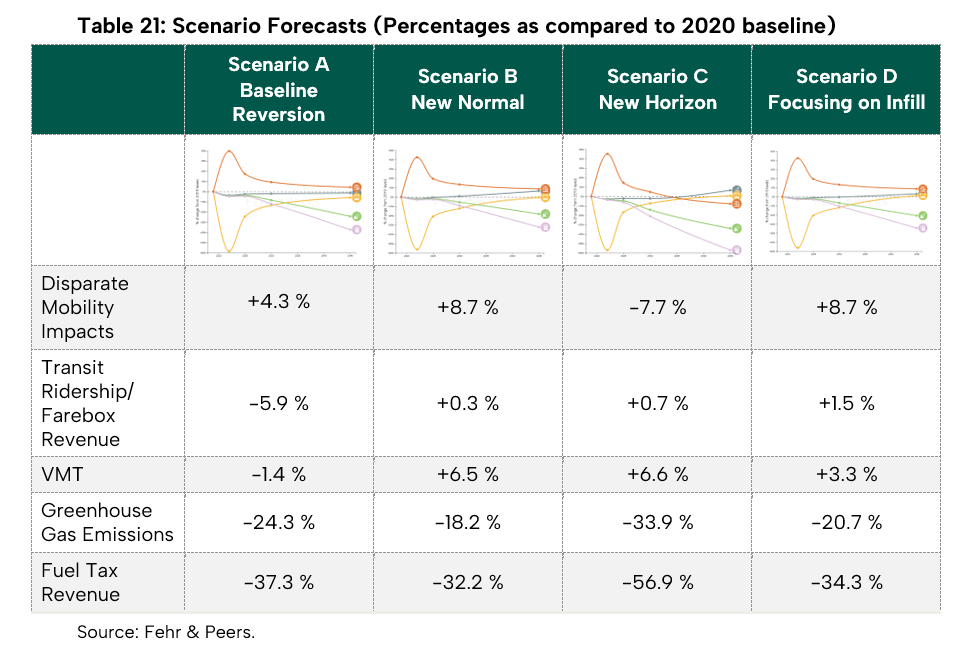 Table 21: Scenario Forecasts (Percentages as compared to 2020 baseline)
Scenario A
Baseline
Reversion
Scenario B
New Normal
Scenario C
New Horizon
Scenario D
Focusing on Infill
Disparate
Mobility
Impacts
+4.3 %
+8.7 %
-7.7 %
+8.7 %
Transit
Ridership/
Farebox
Revenue
-5.9 %
+0.3 %
+0.7 %
+1.5 %
VMT
-1.4 %
+6.5 %
+6.6 %
+3.3 %
Greenhouse
Gas Emissions
-24.3 %
-18.2 %
-33.9 %
-20.7 %
Fuel Tax
Revenue
-37.3 %
-32.2 %
-56.9 %
-34.3 %
Source: Fehr & Peers.